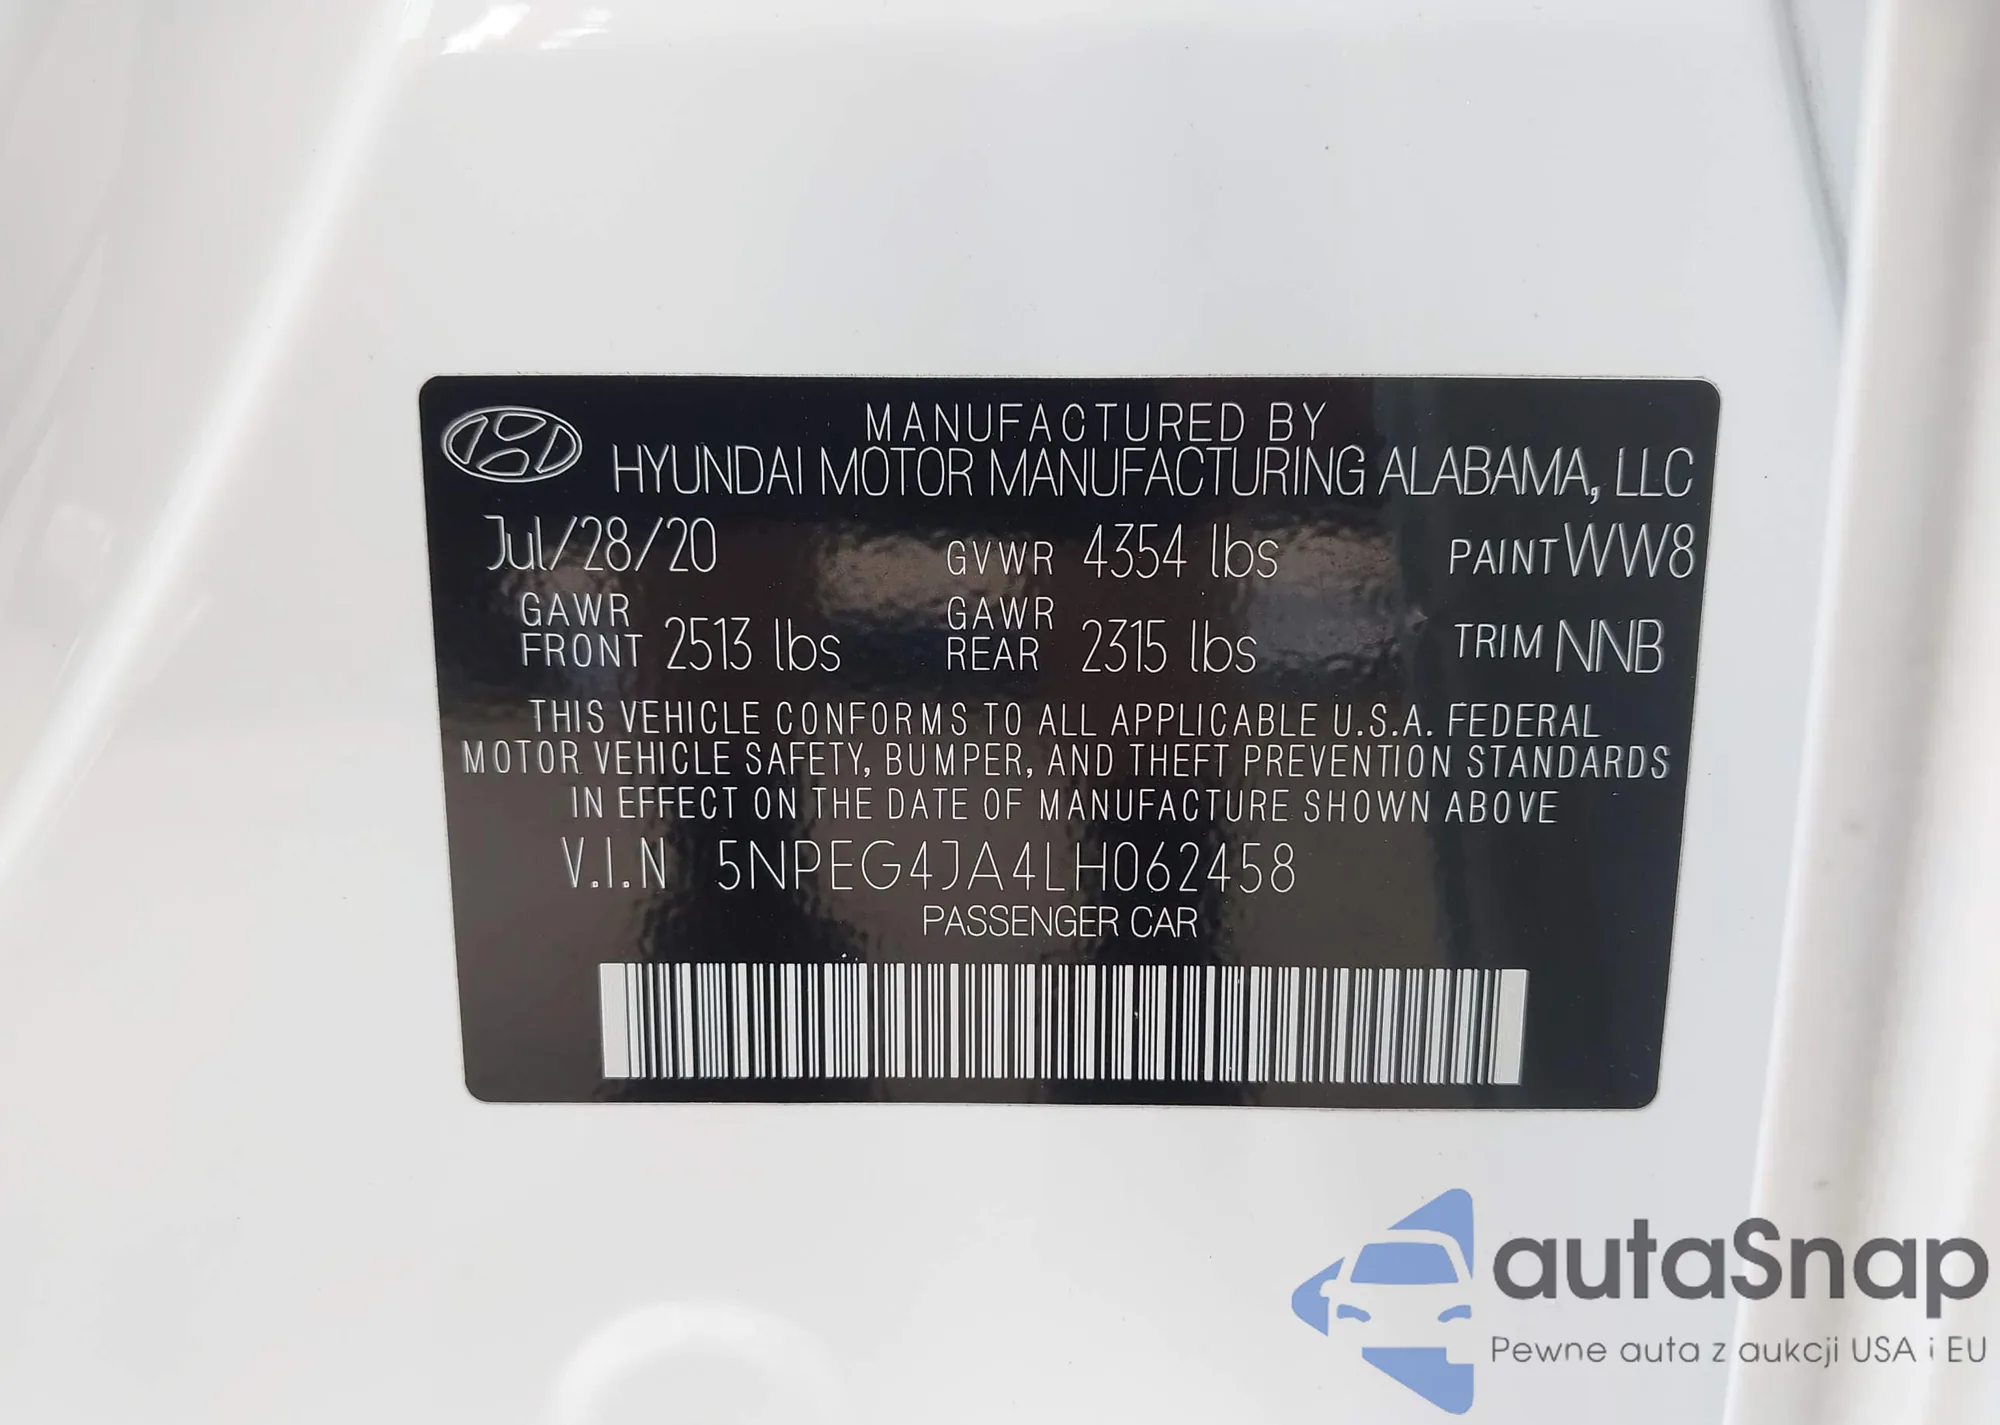 MANUFACTURED BY
HYUNDAI MOTOR MANUFACTURING ALABAMA, LLC
Jul/28/20 GVWR 4354 lbs PAINT WW8
GAWR FRONT 2513 lbs GAWR REAR 2315 lbs TRIM NNB
THIS VEHICLE CONFORMS TO ALL APPLICABLE U.S.A. FEDERAL
MOTOR VEHICLE SAFETY, BUMPER, AND THEFT PREVENTION STANDARDS
IN EFFECT ON THE DATE OF MANUFACTURE SHOWN ABOVE
V.I.N 5NPEG4JA4LH062458
PASSENGER CAR
autaSnap
Pewne auta z aukcji USA i EU